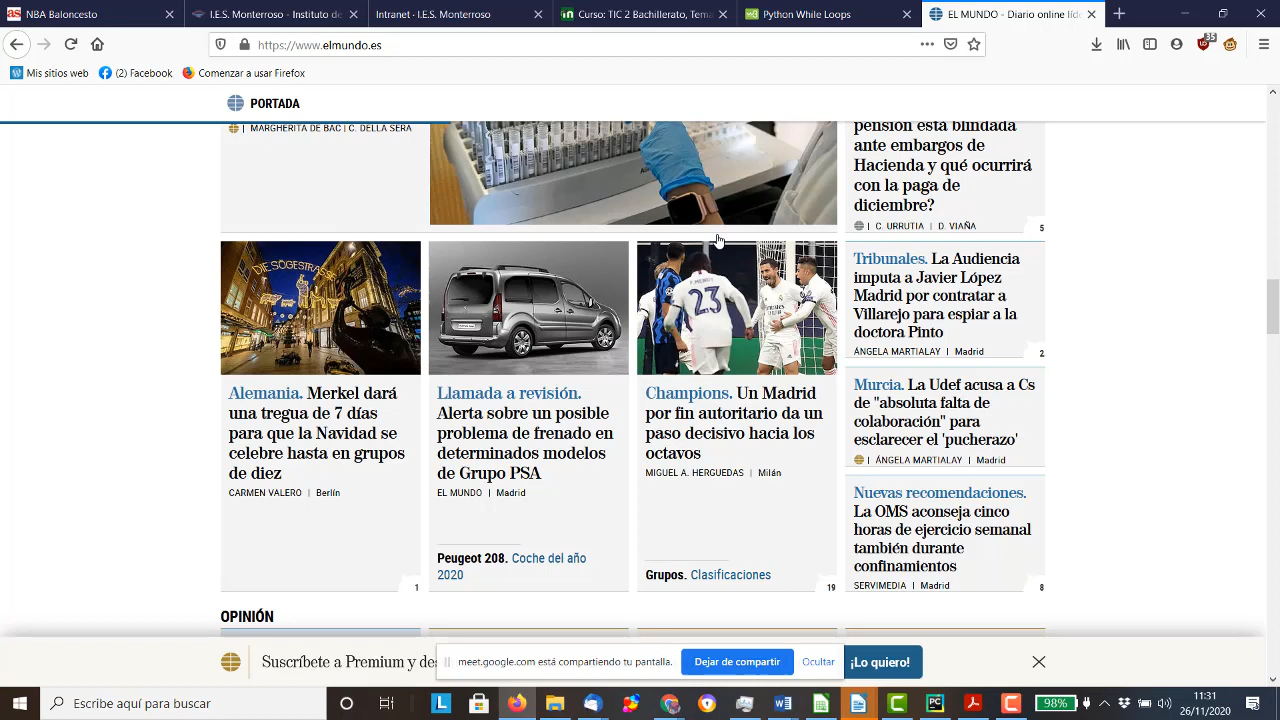 NBA Baloncesto
I.E.S. Monterroso - Instituto de
Intranet · I.E.S. Monterroso
Curso: TIC 2 Bachillerato, Tema
Python While Loops
EL MUNDO - Diario online líde
https://www.elmundo.es
35
Mis sitios web
(2) Facebook
Comenzar a usar Firefox
PORTADA
MARGHERITA DE BAC | C. DELLA SERA
pensión está blindada
ante embargos de
Hacienda y qué ocurrirá
con la paga de
diciembre?
C. URRUTIA | D. VIAÑA
5
DIE SÖGESTRASSE
F. MENDY
23
Alemania. Merkel dará
una tregua de 7 días
para que la Navidad se
celebre hasta en grupos
de diez
CARMEN VALERO | Berlín
1
Llamada a revisión.
Alerta sobre un posible
problema de frenado en
determinados modelos
de Grupo PSA
EL MUNDO | Madrid
Peugeot 208. Coche del año
2020
Champions. Un Madrid
por fin autoritario da un
paso decisivo hacia los
octavos
MIGUEL A. HERGUEDAS | Milán
Grupos. Clasificaciones
19
Tribunales. La Audiencia
imputa a Javier López
Madrid por contratar a
Villarejo para espiar a la
doctora Pinto
ÁNGELA MARTIALAY | Madrid
2
Murcia. La Udef acusa a Cs
de "absoluta falta de
colaboración" para
esclarecer el 'pucherazo'
ÁNGELA MARTIALAY | Madrid
Nuevas recomendaciones.
La OMS aconseja cinco
horas de ejercicio semanal
también durante
confinamientos
SERVIMEDIA | Madrid
8
OPINIÓN
Suscríbete a Premium y
meet.google.com está compartiendo tu pantalla.
Dejar de compartir
Ocultar
¡Lo quiero!
Escribe aquí para buscar
98%
11:31
26/11/2020